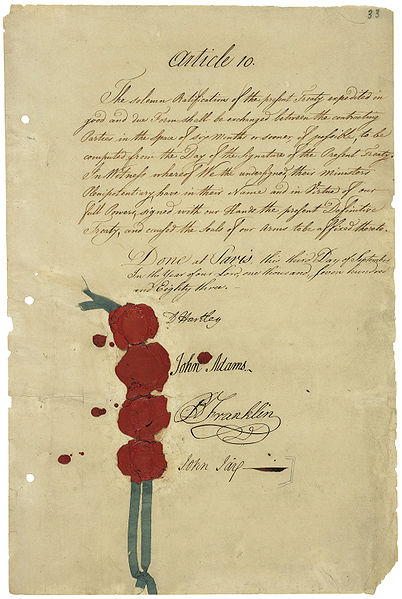 33
Article 10.
The solemn Ratifications of the present Treaty expedited in
good and due Form shall be exchanged between the contracting
Parties in the Space of Six Months or sooner if possible, to be
computed from the Day of the Signature of the Present Treaty.
In Witness whereof We the undersigned, their Ministers
Plenipotentiary have in their Name and in Virtue of our
Full Powers, signed with our Hands the present Definitive
Treaty, and caused the Seals of our Arms to be affixed thereto.
Done at Paris this third Day of September
In the Year of our Lord, one thousand, seven hundred
and Eighty three. -
D Hartley
John Adams.
B Franklin
John Jay